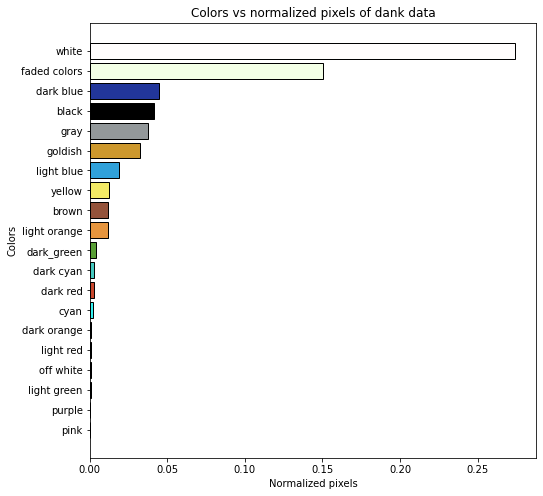 Colors vs normalized pixels of dank data
white
faded colors
dark blue
black
gray
goldish
light blue
yellow
brown
light orange
dark_green
dark cyan
dark red
cyan
dark orange
light red
off white
light green
purple
pink
Colors
0.00 0.05 0.10 0.15 0.20 0.25
Normalized pixels